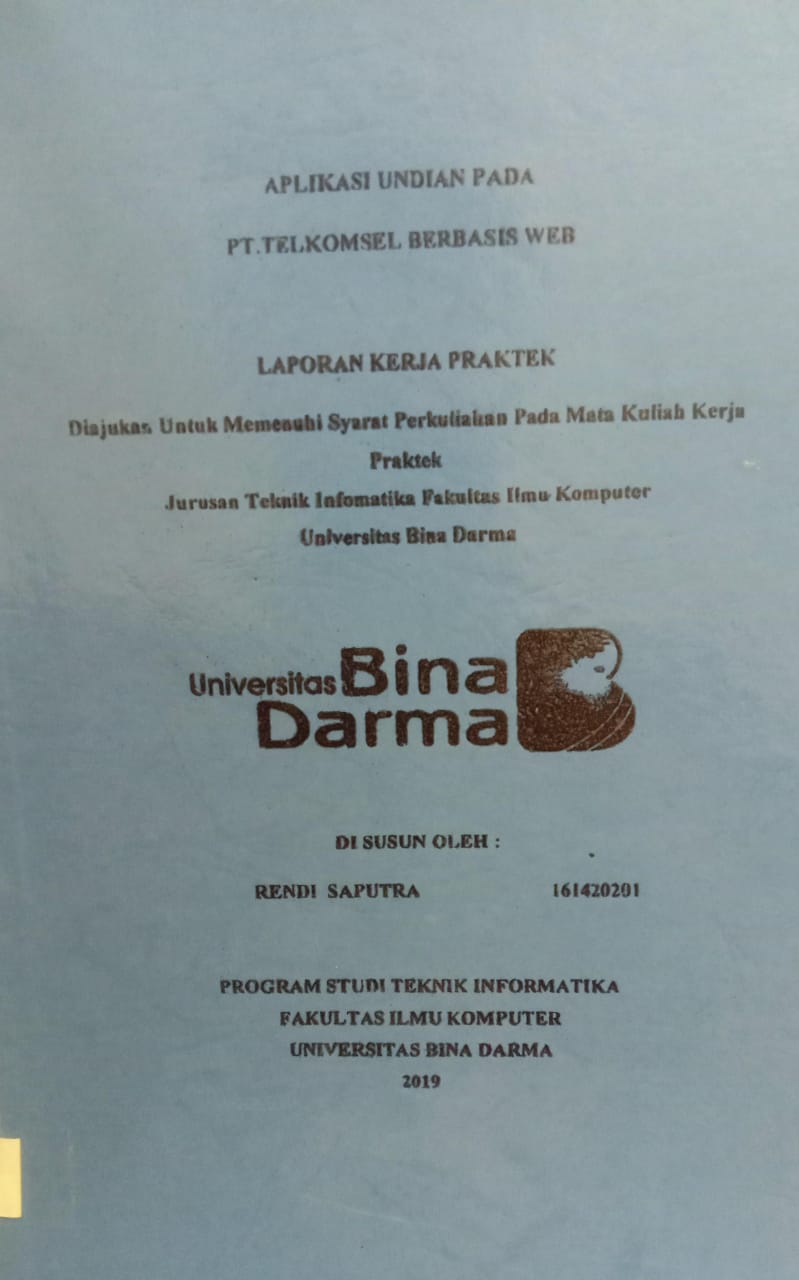 APLIKASI UNDIAN PADA
PT.TELKOMSEL BERBASIS WEB
LAPORAN KERJA PRAKTEK
Diajukan Untuk Memenuhi Syarat Perkuliahan Pada Mata Kuliah Kerja
Praktek
Jurusan Teknik Infomatika Fakultas Ilmu Komputer
Universitas Bina Darma
Universitas Bina
Darma
DI SUSUN OLEH :
RENDI SAPUTRA 161420201
PROGRAM STUDI TEKNIK INFORMATIKA
FAKULTAS ILMU KOMPUTER
UNIVERSITAS BINA DARMA
2019